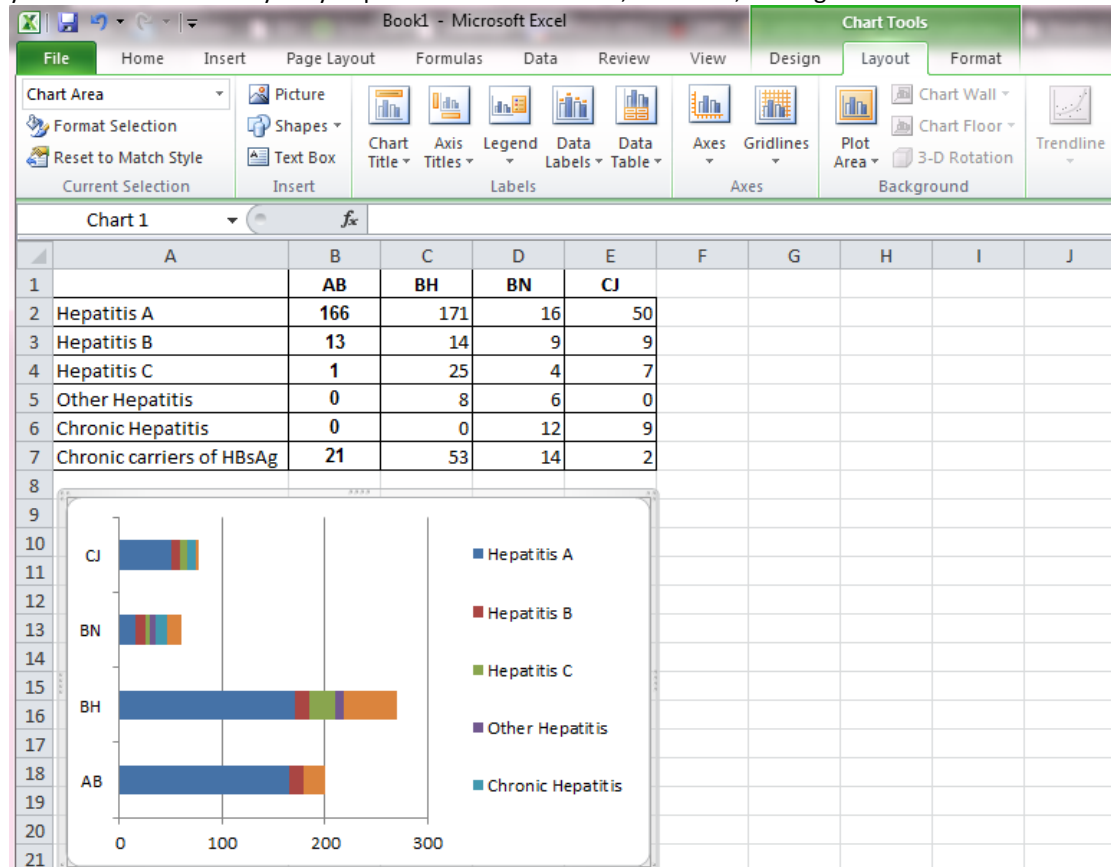 Book1 - Microsoft Excel
Chart Tools
File Home Insert Page Layout Formulas Data Review View Design Layout Format
Chart Area
Format Selection
Reset to Match Style
Current Selection
Picture
Shapes
Text Box
Insert
Chart Title
Axis Titles
Legend
Data Labels
Data Table
Labels
Axes
Gridlines
Axes
Plot Area
Chart Wall
Chart Floor
3-D Rotation
Background
Trendline
Chart 1 fx
A B C D E F G H I J
1 AB BH BN CJ
2 Hepatitis A 166 171 16 50
3 Hepatitis B 13 14 9 9
4 Hepatitis C 1 25 4 7
5 Other Hepatitis 0 8 6 0
6 Chronic Hepatitis 0 0 12 9
7 Chronic carriers of HBsAg 21 53 14 2
8
9
10
11
12
13
14
15
16
17
18
19
20
21
CJ
BN
BH
AB
0 100 200 300
Hepatitis A
Hepatitis B
Hepatitis C
Other Hepatitis
Chronic Hepatitis